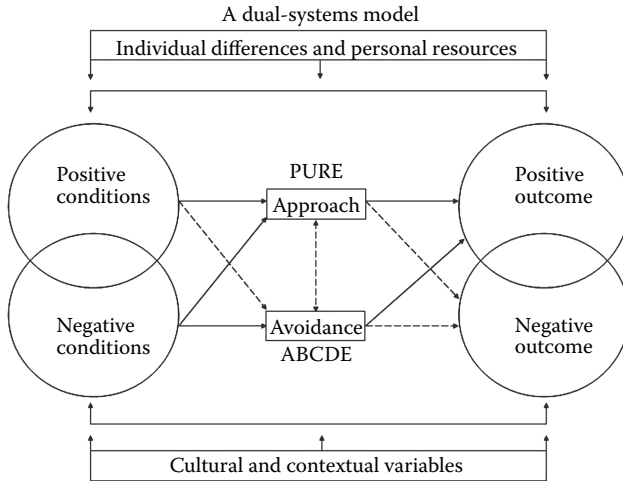 A dual-systems model
Individual differences and personal resources
Positive
conditions
PURE
Approach
Positive
outcome
Negative
conditions
Avoidance
ABCDE
Negative
outcome
Cultural and contextual variables